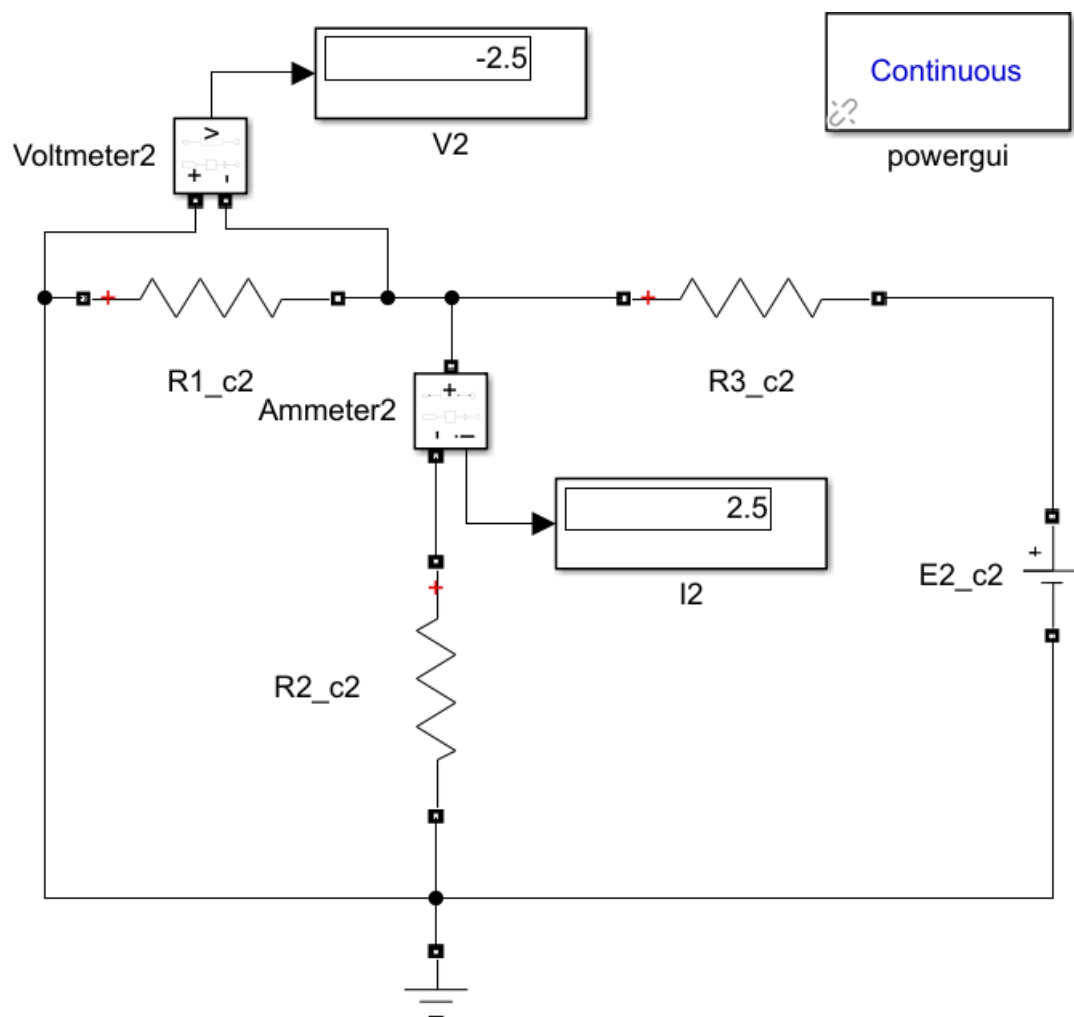 -2.5
Continuous
V2
powergui
Voltmeter2
v
+ -
+
+
R1_c2
R3_c2
Ammeter2
+
- i
2.5
I2
+
E2_c2
+
R2_c2